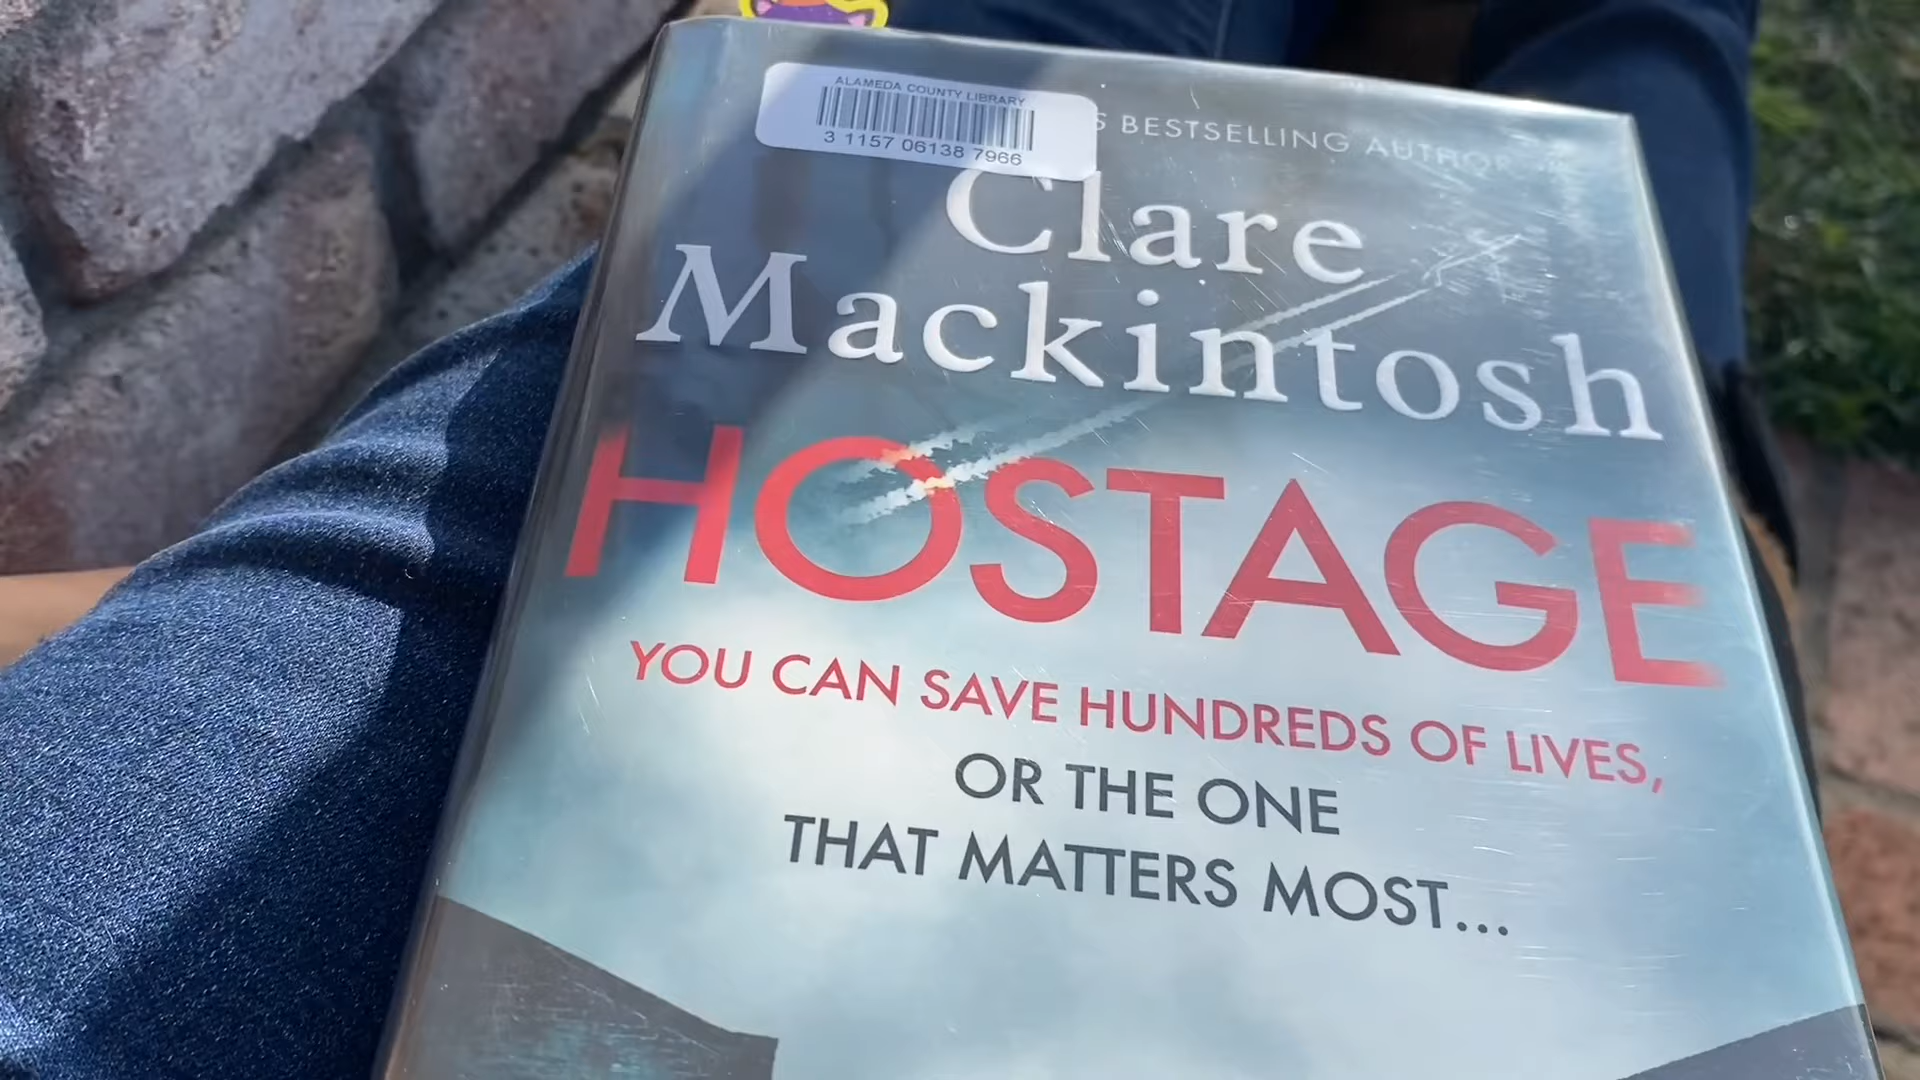 ALAMEDA COUNTY LIBRARY
3 1157 06138 7966
BESTSELLING AUTHOR
Clare
Mackintosh
HOSTAGE
YOU CAN SAVE HUNDREDS OF LIVES,
OR THE ONE
THAT MATTERS MOST...